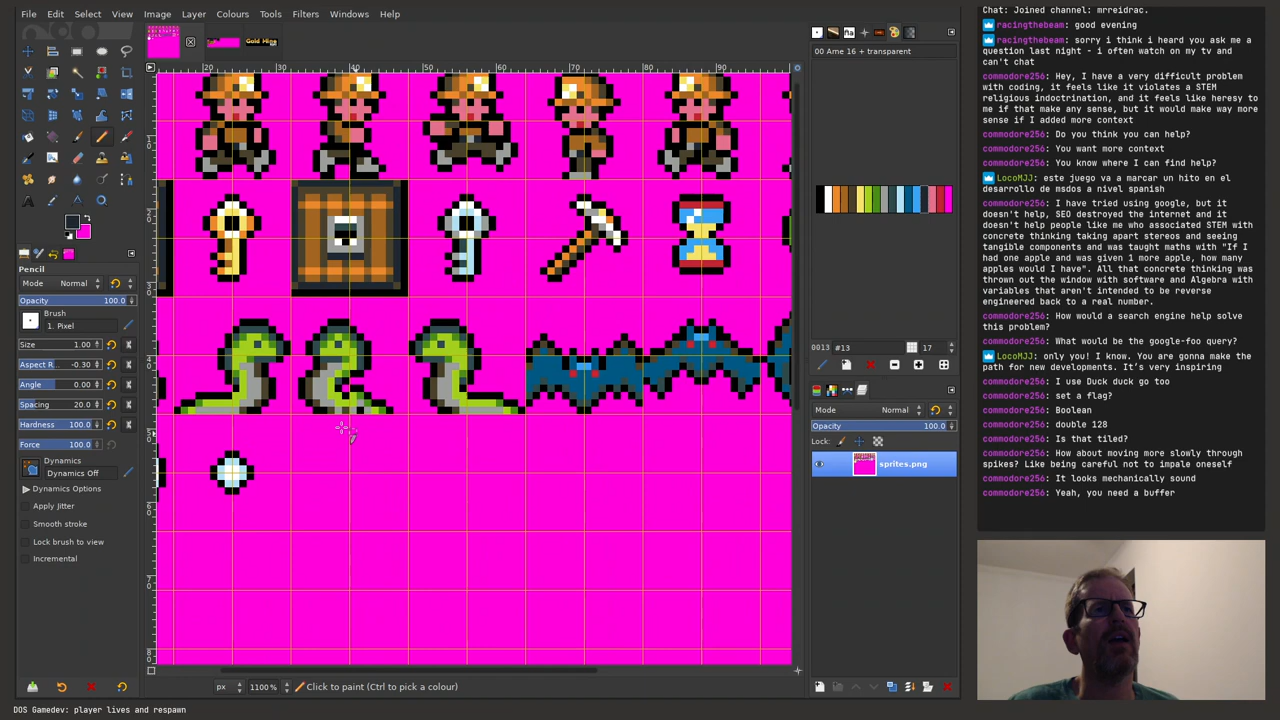 File Edit Select View Image Layer Colours Tools Filters Windows Help
Chat: Joined channel: mrreidrac.
racingthebeam: good evening
racingthebeam: sorry i think i heard you ask me a
question last night - i often watch on my tv and
can't chat
commodore256: Hey, I have a very difficult problem
with coding, it feels like it violates a STEM
religious indoctrination, and it feels like heresy to
me if that make any sense, but it would make way more
sense if I added more context
commodore256: Do you think you can help?
commodore256: You want more context
commodore256: You know where I can find help?
LocoMJJ: este juego va a marcar un hito en el
desarrollo de msdos a nivel spanish
commodore256: I have tried using google, but it
doesn't help, SEO destroyed the internet and it
doesn't help people like me who associated STEM with
concrete thinking taking apart stereos and seeing
tangible components and was taught maths with "If I
had one apple and was given 1 more apple, how many
apples would I have". All that concrete thinking was
thrown out the window with software and Algebra with
variables that aren't intended to be reverse
engineered back to a real number.
commodore256: How would a search engine help solve
this problem?
commodore256: What would be the google-foo query?
LocoMJJ: only you! I know. You are gonna make the
path for new developments. It's very inspiring
commodore256: I use Duck duck go too
commodore256: set a flag?
commodore256: Boolean
commodore256: double 128
commodore256: Is that tiled?
commodore256: How about moving more slowly through
spikes? Like being careful not to impale oneself
commodore256: It looks mechanically sound
commodore256: Yeah, you need a buffer
Gold Mine
20 30 40 50 60 70 80 90
00 Ame 16 + transparent
Pencil
Mode Normal
Opacity 100.0
Brush
1. Pixel
Size 1.00
Aspect R... -0.30
Angle 0.00
Spacing 20.0
Hardness 100.0
Force 100.0
Dynamics
Dynamics Off
Dynamics Options
Apply Jitter
Smooth stroke
Lock brush to view
Incremental
0013 #13 17
Mode Normal
Opacity 100.0
Lock:
sprites.png
px 1100 % Click to paint (Ctrl to pick a colour)
DOS Gamedev: player lives and respawn